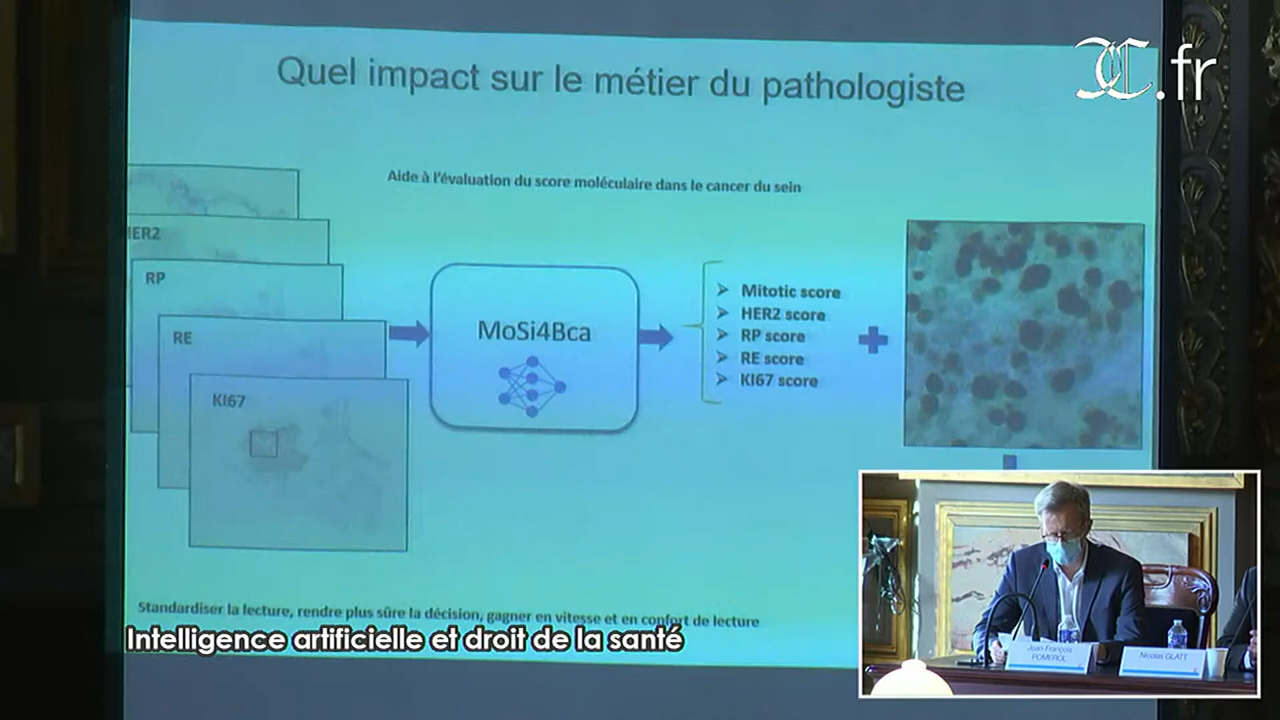 Quel impact sur le métier du pathologiste
.fr
Aide à l'évaluation du score moléculaire dans le cancer du sein
HER2
RP
RE
KI67
MoSi4Bca
➤ Mitotic score
➤ HER2 score
➤ RP score
➤ RE score
➤ KI67 score
Standardiser la lecture, rendre plus sûre la décision, gagner en vitesse et en confort de lecture
Intelligence artificielle et droit de la santé
Jean-François
POMEROL
Nicolas GLATT